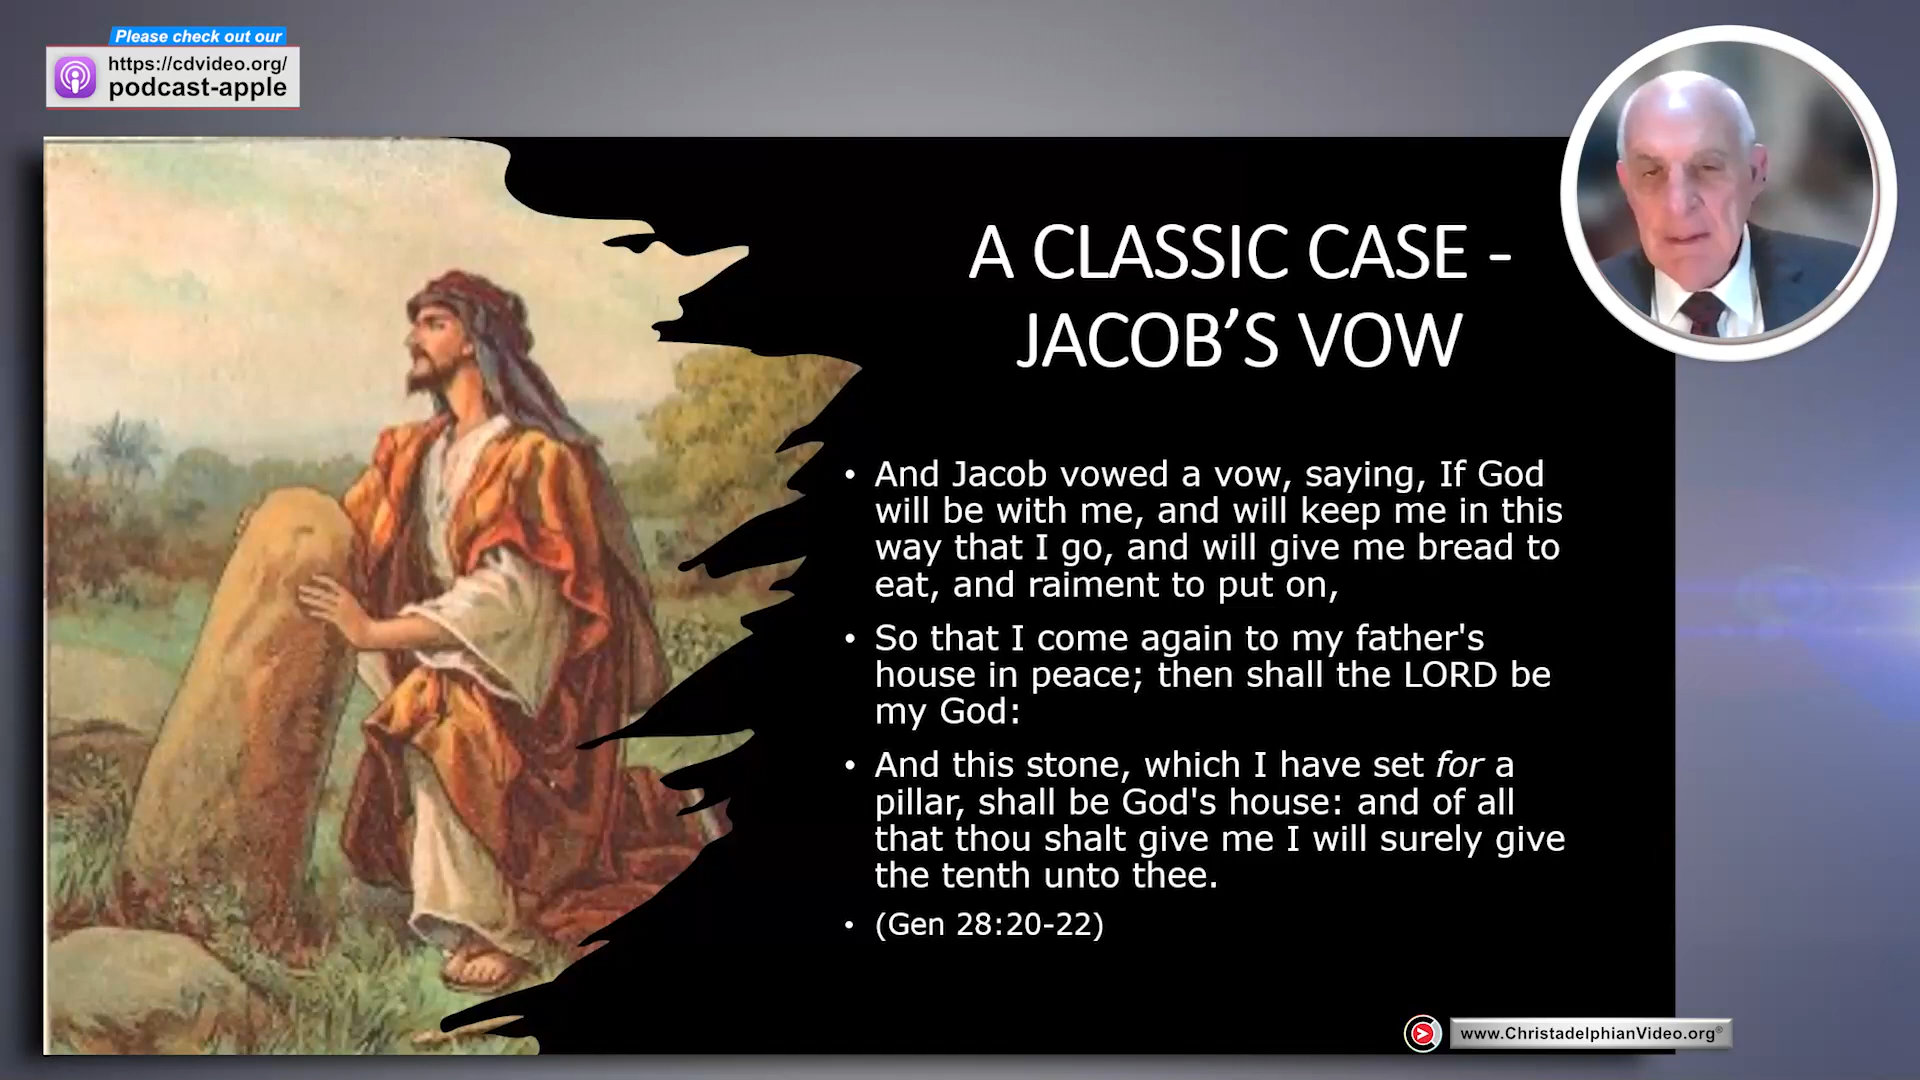 Please check out our
https://cdvideo.org/
podcast-apple
A CLASSIC CASE -
JACOB’S VOW
• And Jacob vowed a vow, saying, If God
will be with me, and will keep me in this
way that I go, and will give me bread to
eat, and raiment to put on,
• So that I come again to my father's
house in peace; then shall the LORD be
my God:
• And this stone, which I have set for a
pillar, shall be God's house: and of all
that thou shalt give me I will surely give
the tenth unto thee.
• (Gen 28:20-22)
www.ChristadelphianVideo.org®